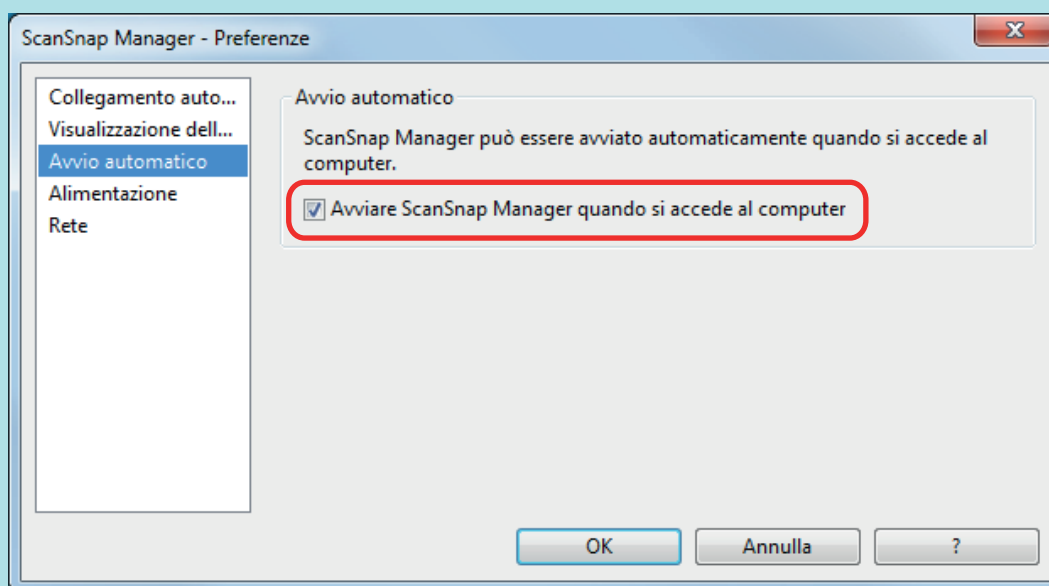 ScanSnap Manager - Preferenze
Collegamento auto...
Visualizzazione dell...
Avvio automatico
Alimentazione
Rete
Avvio automatico
ScanSnap Manager può essere avviato automaticamente quando si accede al
computer.
Avviare ScanSnap Manager quando si accede al computer
OK
Annulla
?